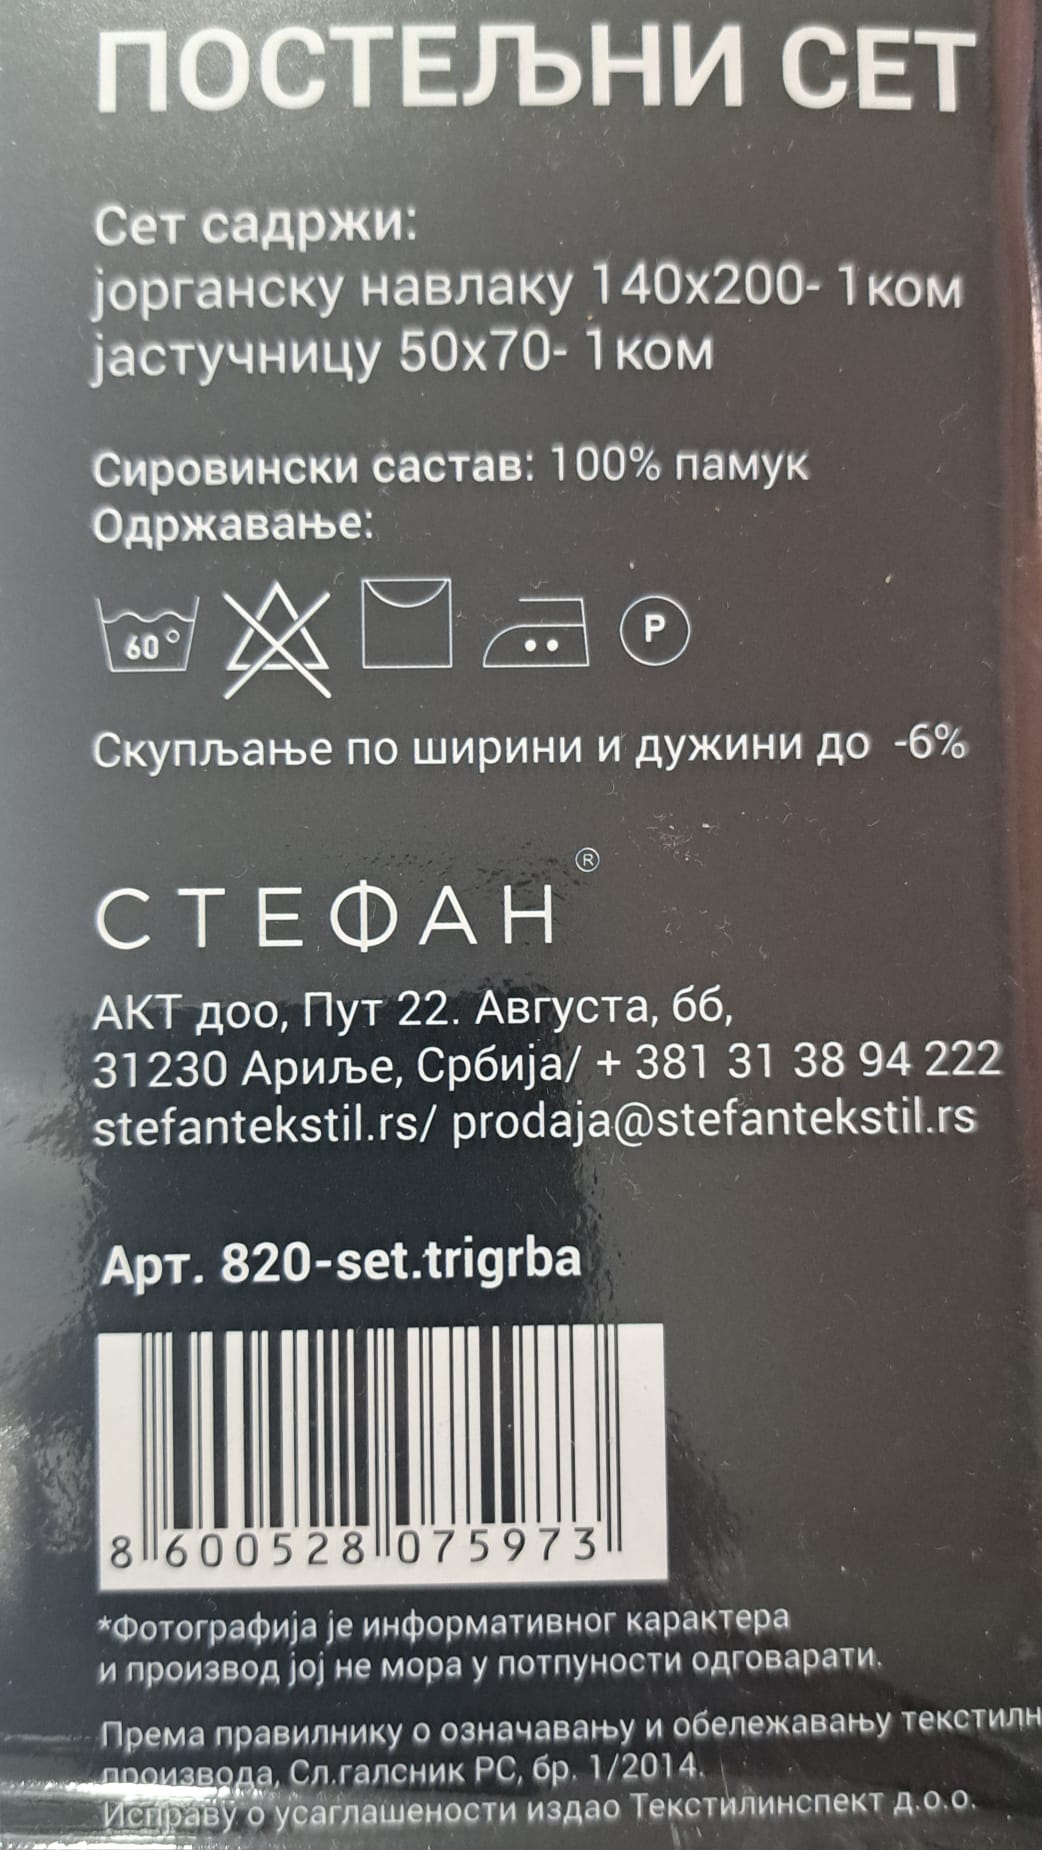 ПОСТЕЉНИ СЕТ
Сет садржи:
јорганску навлаку 140x200- 1ком
јастучницу 50x70- 1ком
Сировински састав: 100% памук
Одржавање:
60°
P
Скупљање по ширини и дужини до -6%
®
СТЕФАН
АКТ доо, Пут 22. Августа, бб,
31230 Ариље, Србија/ + 381 31 38 94 222
stefantekstil.rs/ prodaja@stefantekstil.rs
Арт. 820-set.trigrba
8 600528 075973
*Фотографија је информативног карактера
и производ јој не мора у потпуности одговарати.
Према правилнику о означавању и обележавању текстилн
производа, Сл.галсник РС, бр. 1/2014.
Исправу о усаглашености издао Текстилинспект д.о.о.